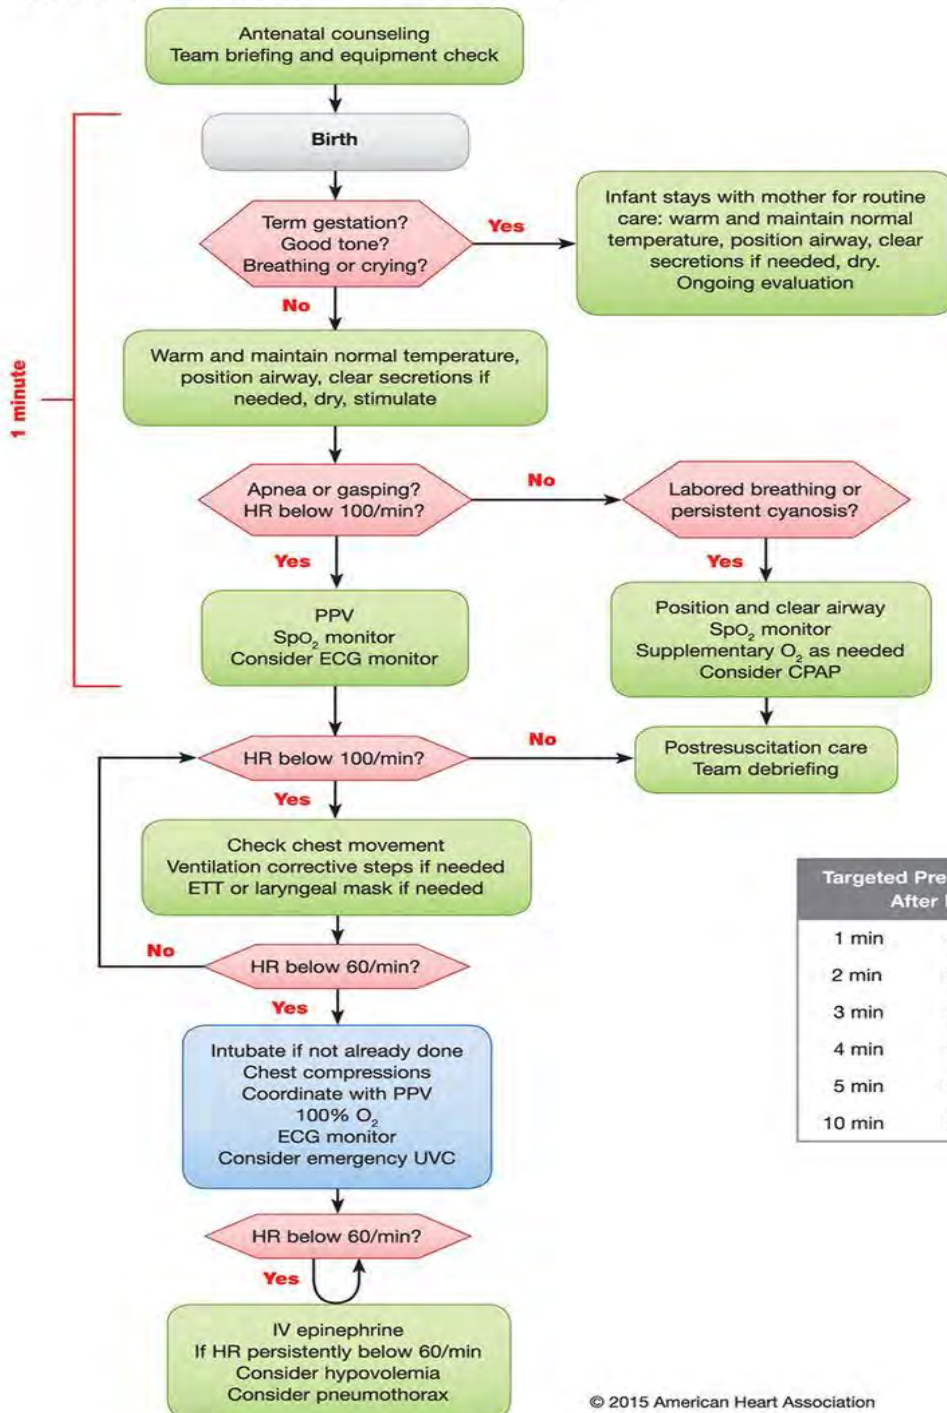 Antenatal counseling
Team briefing and equipment check
Birth
1 minute
Term gestation?
Good tone?
Breathing or crying?
Yes
Infant stays with mother for routine
care: warm and maintain normal
temperature, position airway, clear
secretions if needed, dry.
Ongoing evaluation
No
Warm and maintain normal temperature,
position airway, clear secretions if
needed, dry, stimulate
Apnea or gasping?
HR below 100/min?
No
Labored breathing or
persistent cyanosis?
Yes
Yes
PPV
SpO₂ monitor
Consider ECG monitor
Position and clear airway
SpO₂ monitor
Supplementary O₂ as needed
Consider CPAP
HR below 100/min?
No
Postresuscitation care
Team debriefing
Yes
Check chest movement
Ventilation corrective steps if needed
ETT or laryngeal mask if needed
No
HR below 60/min?
Yes
Intubate if not already done
Chest compressions
Coordinate with PPV
100% O₂
ECG monitor
Consider emergency UVC
HR below 60/min?
Yes
IV epinephrine
If HR persistently below 60/min
Consider hypovolemia
Consider pneumothorax
Targeted
After
1 min
2 min
3 min
4 min
5 min
10 min
© 2015 American Heart Association